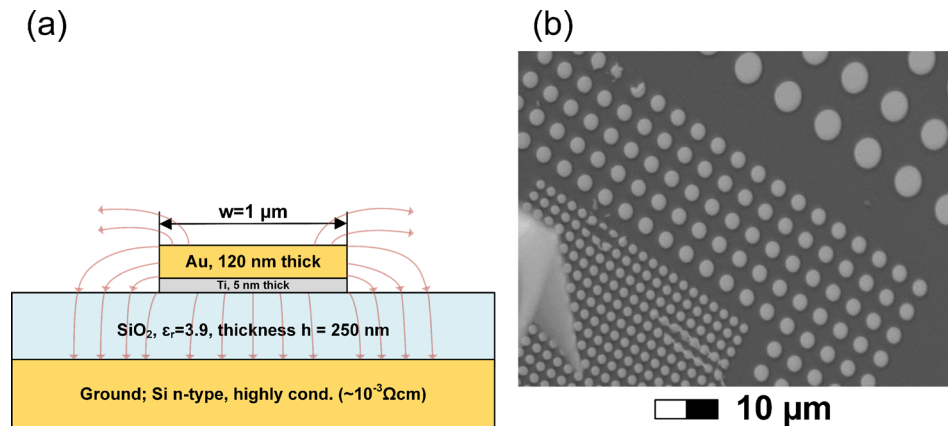 (a)
(b)
w=1 µm
Au, 120 nm thick
Ti, 5 nm thick
SiO₂, εᵣ=3.9, thickness h = 250 nm
Ground; Si n-type, highly cond. (~10⁻³Ωcm)
10 µm